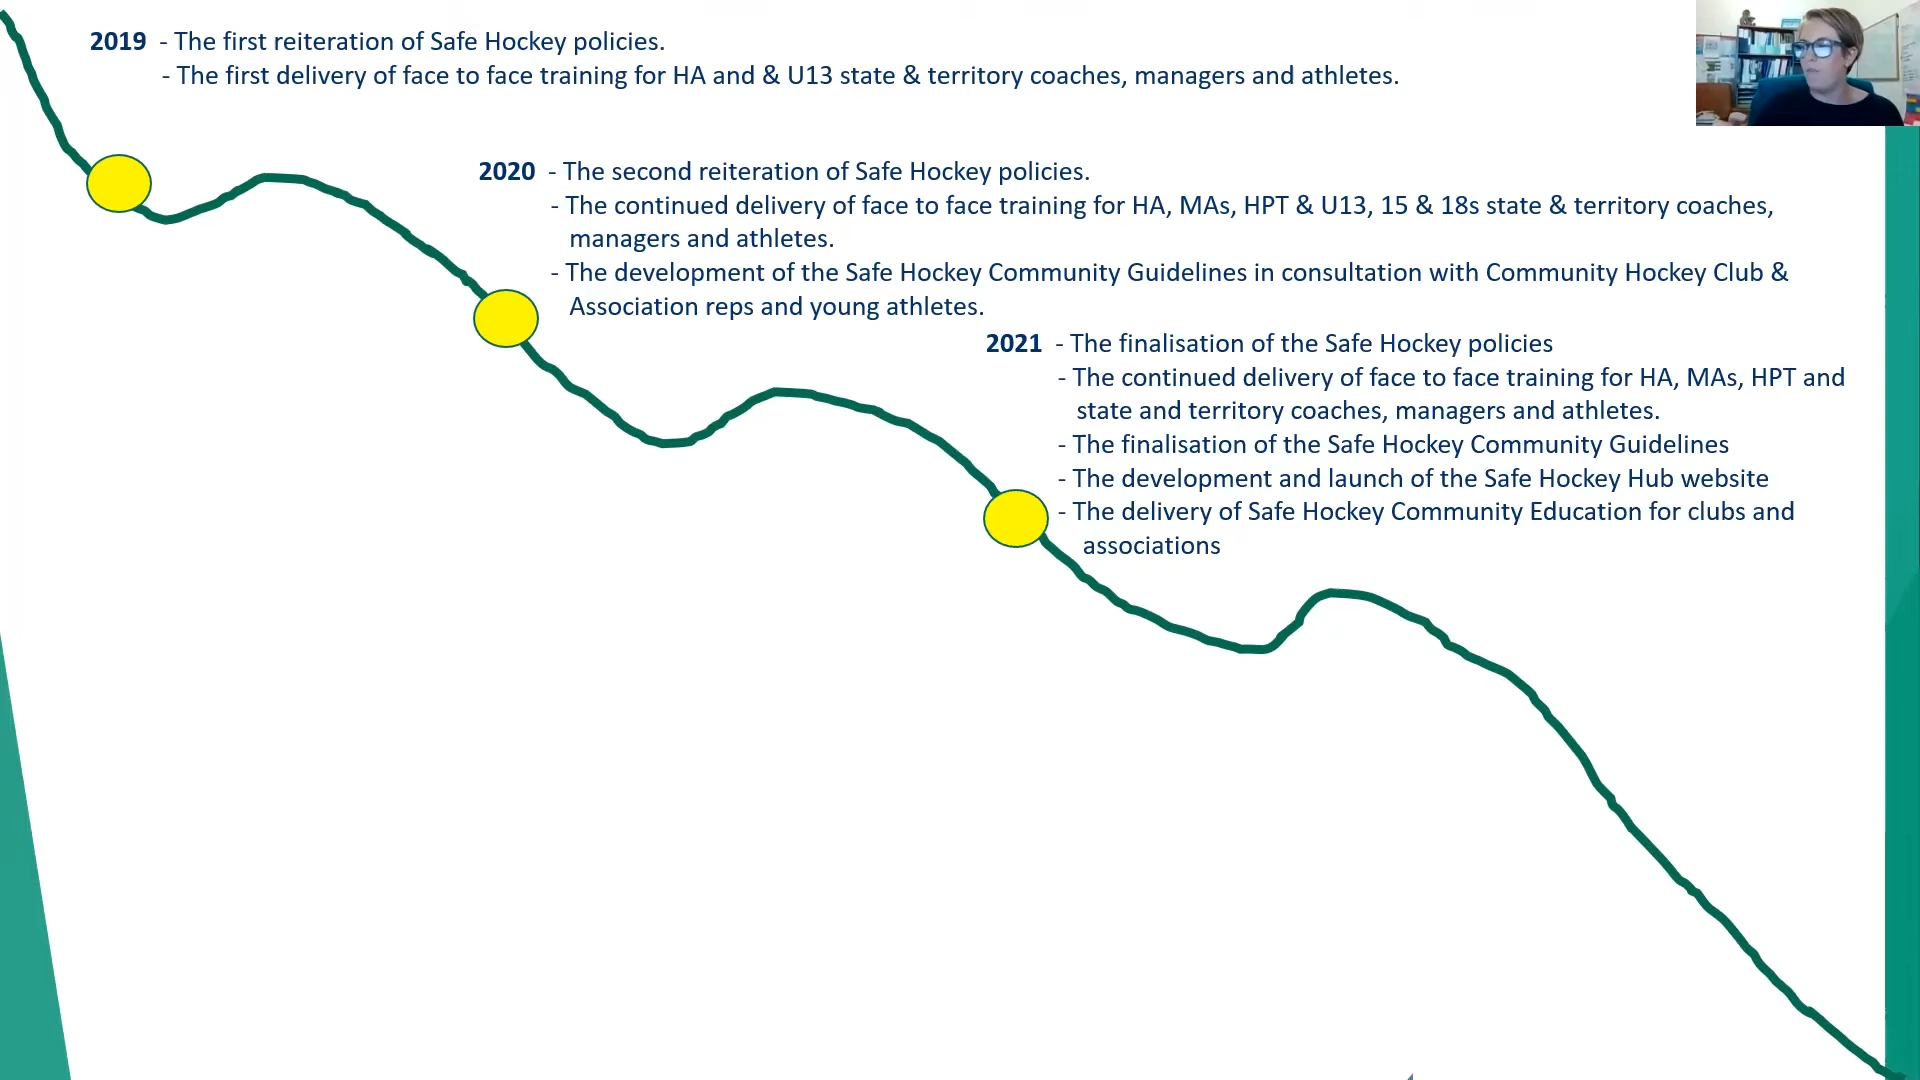 2019 - The first reiteration of Safe Hockey policies.
- The first delivery of face to face training for HA and & U13 state & territory coaches, managers and athletes.
2020 - The second reiteration of Safe Hockey policies.
- The continued delivery of face to face training for HA, MAs, HPT & U13, 15 & 18s state & territory coaches,
managers and athletes.
- The development of the Safe Hockey Community Guidelines in consultation with Community Hockey Club &
Association reps and young athletes.
2021 - The finalisation of the Safe Hockey policies
- The continued delivery of face to face training for HA, MAs, HPT and
state and territory coaches, managers and athletes.
- The finalisation of the Safe Hockey Community Guidelines
- The development and launch of the Safe Hockey Hub website
- The delivery of Safe Hockey Community Education for clubs and
associations